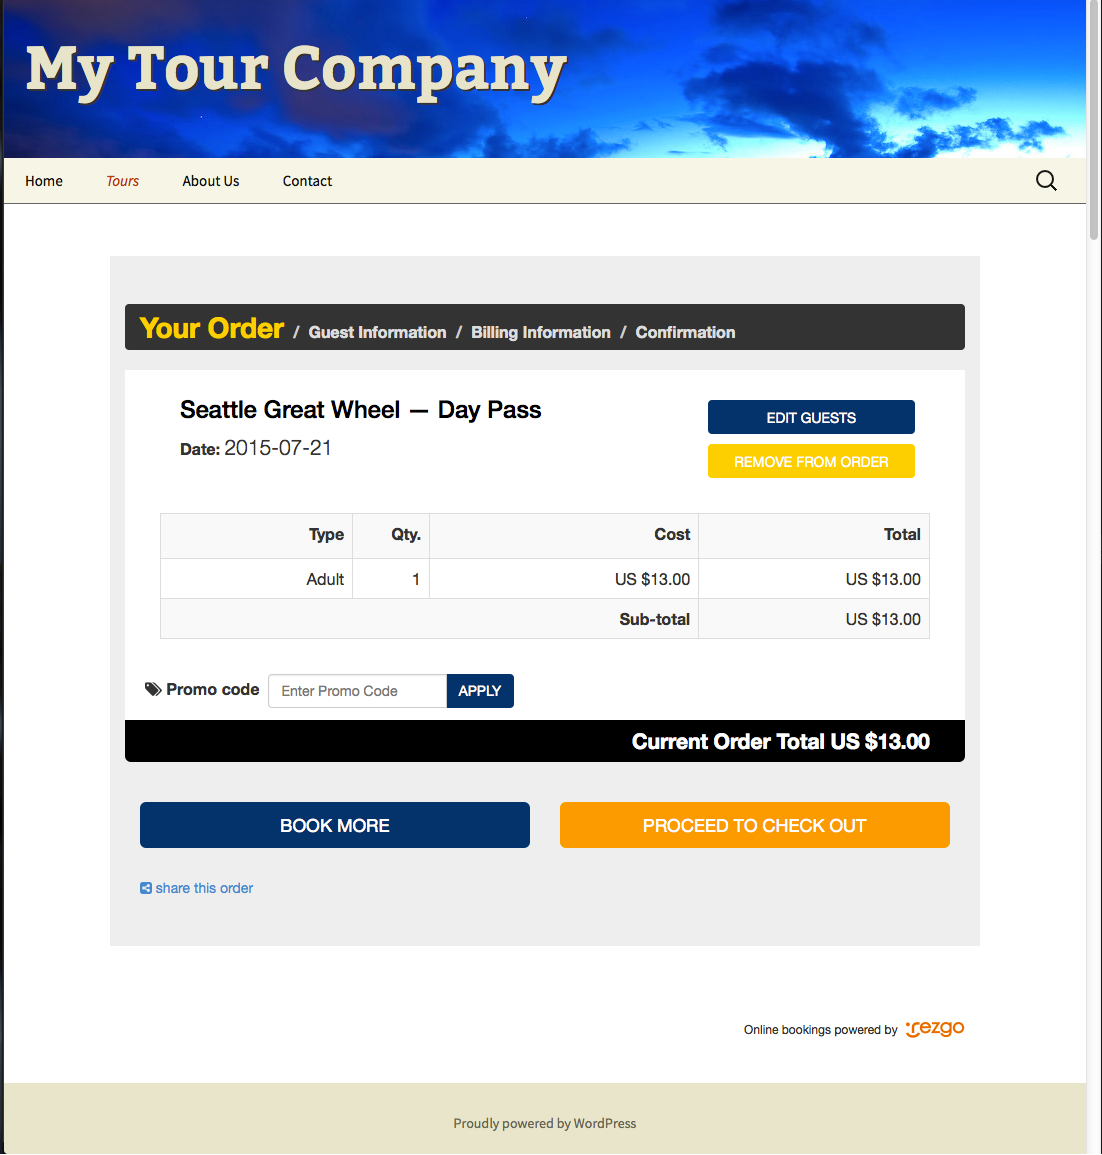 My Tour Company
Home Tours About Us Contact
Your Order / Guest Information / Billing Information / Confirmation
Seattle Great Wheel — Day Pass
EDIT GUESTS
Date: 2015-07-21
REMOVE FROM ORDER
Type Qty. Cost Total
Adult 1 US $13.00 US $13.00
Sub-total US $13.00
Promo code Enter Promo Code APPLY
Current Order Total US $13.00
BOOK MORE PROCEED TO CHECK OUT
share this order
Online bookings powered by rezgo
Proudly powered by WordPress